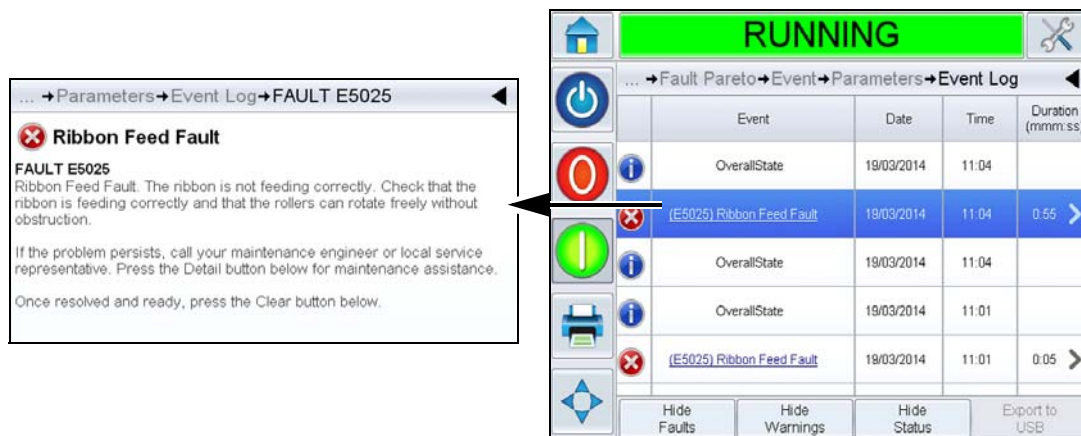 ... →Parameters→Event Log→FAULT E5025
Ribbon Feed Fault
FAULT E5025
Ribbon Feed Fault. The ribbon is not feeding correctly. Check that the
ribbon is feeding correctly and that the rollers can rotate freely without
obstruction.
If the problem persists, call your maintenance engineer or local service
representative. Press the Detail button below for maintenance assistance.
Once resolved and ready, press the Clear button below.
RUNNING
... →Fault Pareto→Event→Parameters→Event Log
Event Date Time Duration
(mmm:ss
OverallState 19/03/2014 11:04
(E5025) Ribbon Feed Fault 19/03/2014 11:04 0:55
OverallState 19/03/2014 11:04
OverallState 19/03/2014 11:01
(E5025) Ribbon Feed Fault 19/03/2014 11:01 0:05
Hide Faults
Hide Warnings
Hide Status
Export to USB